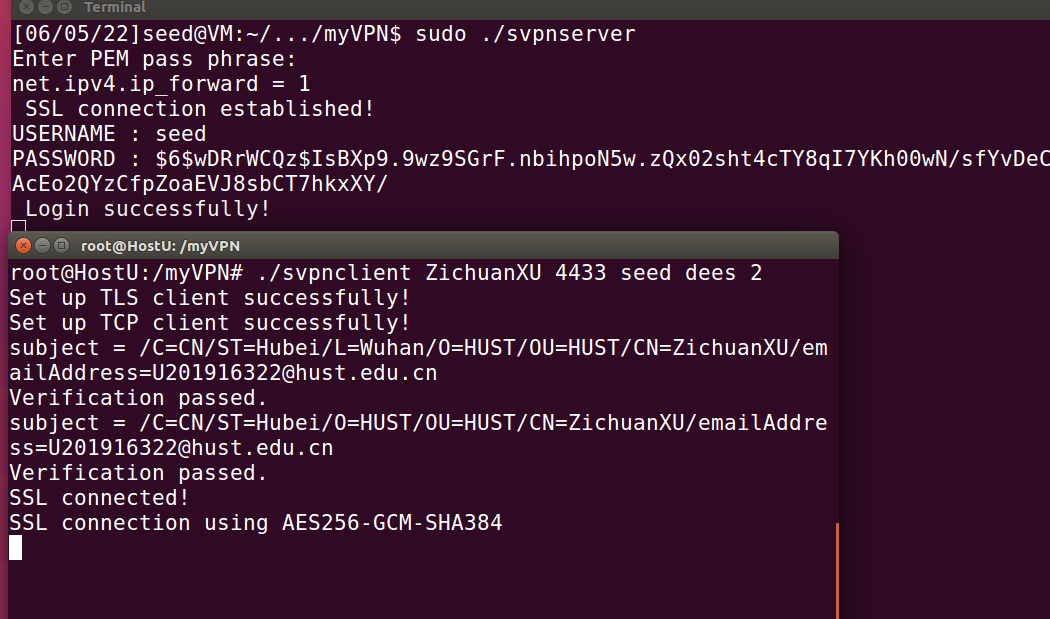 Terminal
[06/05/22]seed@VM:~/.../myVPN$ sudo ./svpnserver
Enter PEM pass phrase:
net.ipv4.ip_forward = 1
SSL connection established!
USERNAME : seed
PASSWORD : $6$wDRrWCQz$IsBXp9.9wz9SGrF.nbihpoN5w.zQx02sht4cTY8qI7YKh00wN/sfYvDeC
AcEo2QYzCfpZoaEVJ8sbCT7hkxXY/
Login successfully!
root@HostU: /myVPN
root@HostU:/myVPN# ./svpnclient ZichuanXU 4433 seed dees 2
Set up TLS client successfully!
Set up TCP client successfully!
subject = /C=CN/ST=Hubei/L=Wuhan/O=HUST/OU=HUST/CN=ZichuanXU/em
ailAddress=U201916322@hust.edu.cn
Verification passed.
subject = /C=CN/ST=Hubei/O=HUST/OU=HUST/CN=ZichuanXU/emailAddre
ss=U201916322@hust.edu.cn
Verification passed.
SSL connected!
SSL connection using AES256-GCM-SHA384